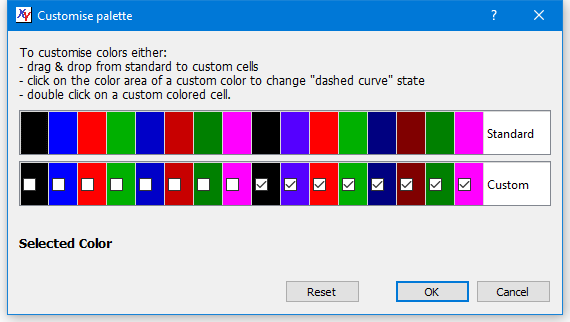 Customise palette
To customise colors either:
- drag & drop from standard to custom cells
- click on the color area of a custom color to change "dashed curve" state
- double click on a custom colored cell.
Standard
Custom
Selected Color
Reset OK Cancel